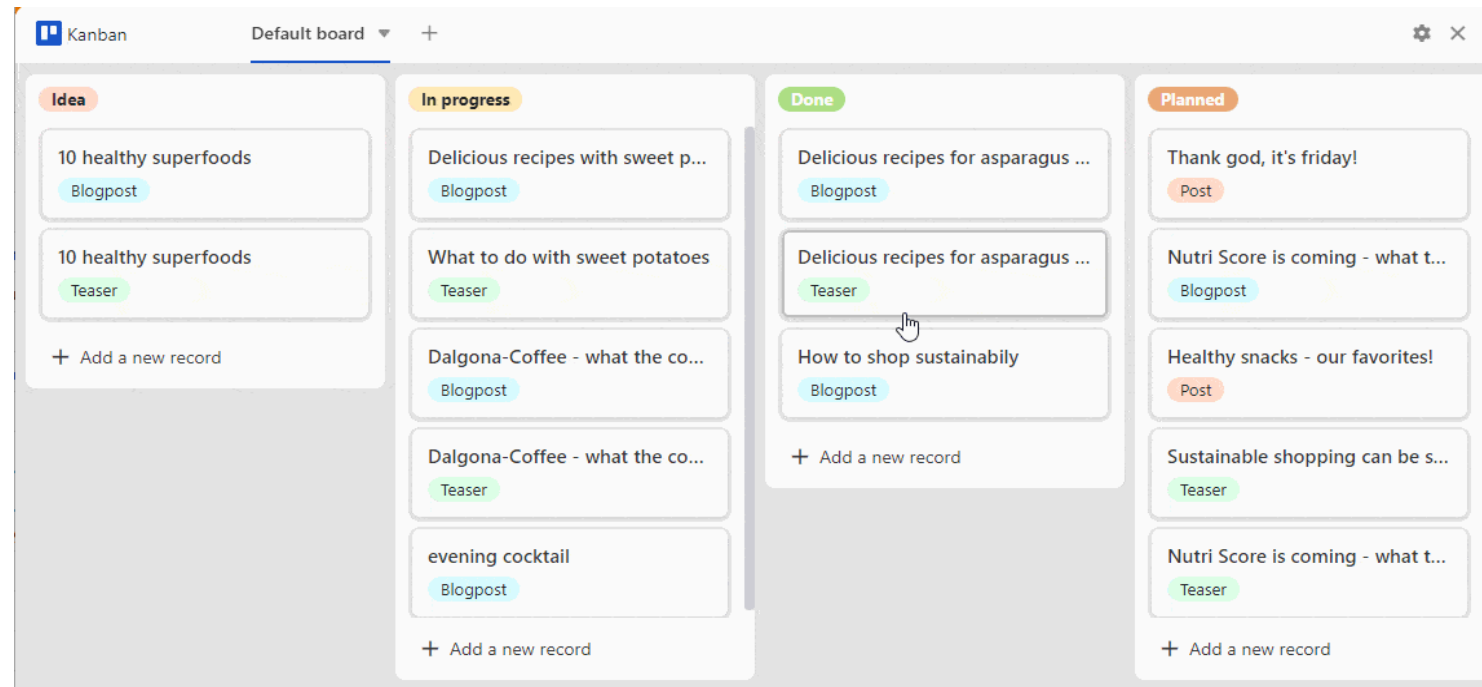 Kanban
Default board
Idea
10 healthy superfoods
Blogpost
10 healthy superfoods
Teaser
+ Add a new record
In progress
Delicious recipes with sweet p...
Blogpost
What to do with sweet potatoes
Teaser
Dalgona-Coffee - what the co...
Blogpost
Dalgona-Coffee - what the co...
Teaser
evening cocktail
Blogpost
+ Add a new record
Done
Delicious recipes for asparagus ...
Blogpost
Delicious recipes for asparagus ...
Teaser
How to shop sustainabily
Blogpost
+ Add a new record
Planned
Thank god, it's friday!
Post
Nutri Score is coming - what t...
Blogpost
Healthy snacks - our favorites!
Post
Sustainable shopping can be s...
Teaser
Nutri Score is coming - what t...
Teaser
+ Add a new record